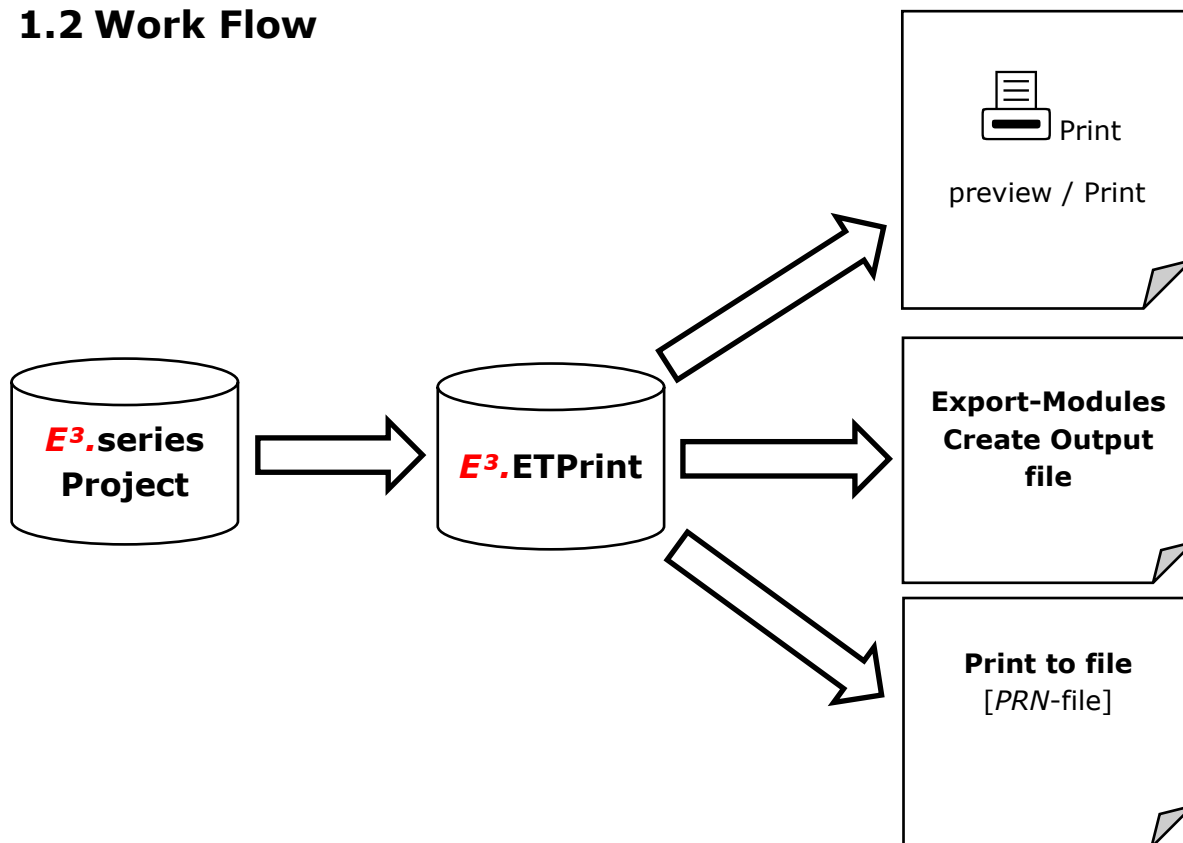 1.2 Work Flow
Print
preview / Print
E³.series
Project
E³.ETPrint
Export-Modules
Create Output
file
Print to file
[PRN-file]